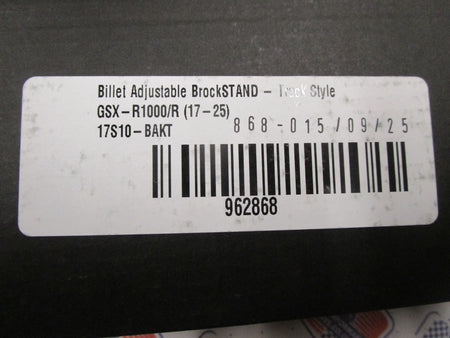 Billet Adjustable BrockSTAND – Track Style
GSX-R1000/R (17-25)
17S10-BAKT 868-015/09/25
962868